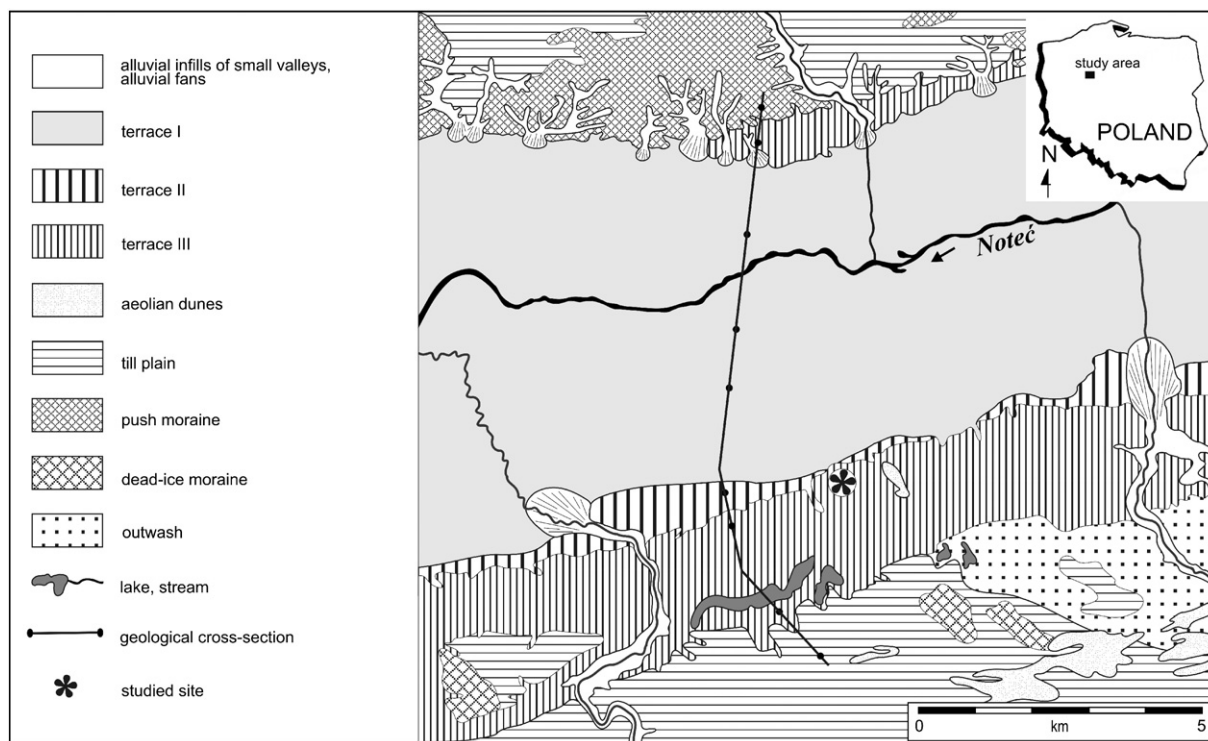 alluvial infills of small valleys,
alluvial fans
terrace I
terrace II
terrace III
aeolian dunes
till plain
push moraine
dead-ice moraine
outwash
lake, stream
geological cross-section
studied site
study area
POLAND
N
Noteć
0 5
km